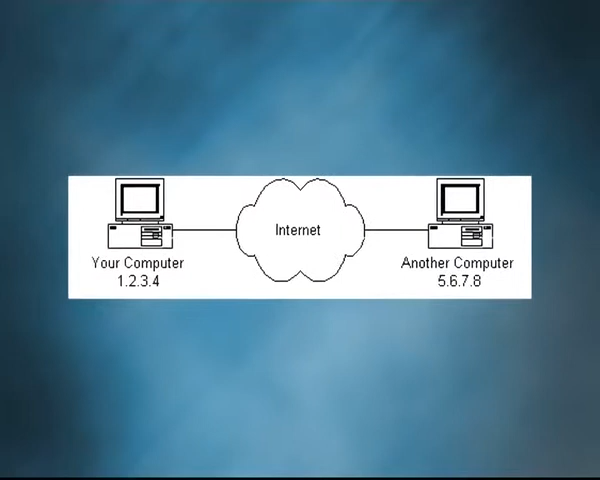 Internet
Your Computer
1.2.3.4
Another Computer
5.6.7.8